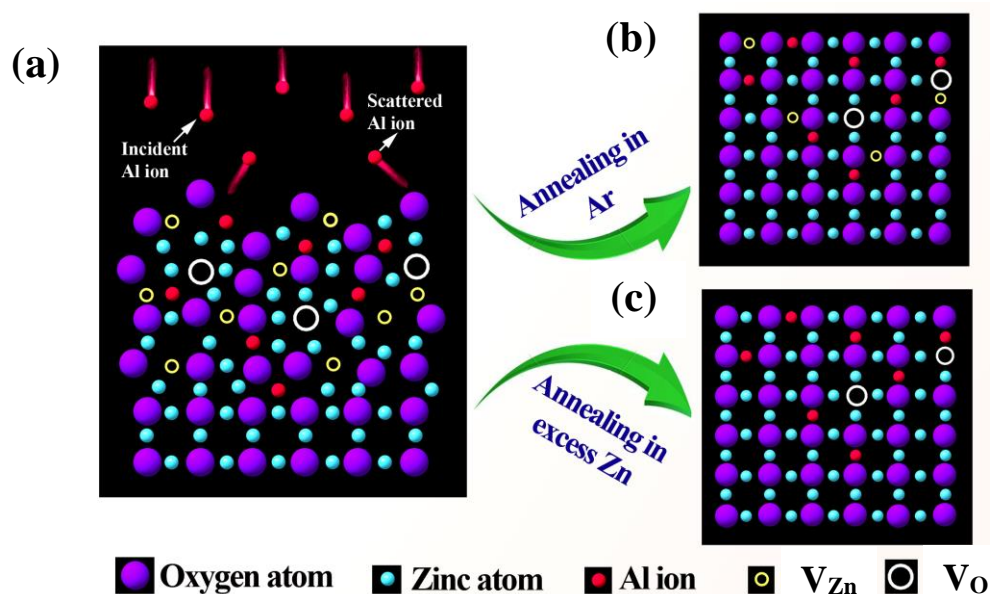 (a)
Incident
Al ion
Scattered
Al ion
Annealing in
Ar
(b)
Annealing in
excess Zn
(c)
Oxygen atom
Zinc atom
Al ion
VZn
VO